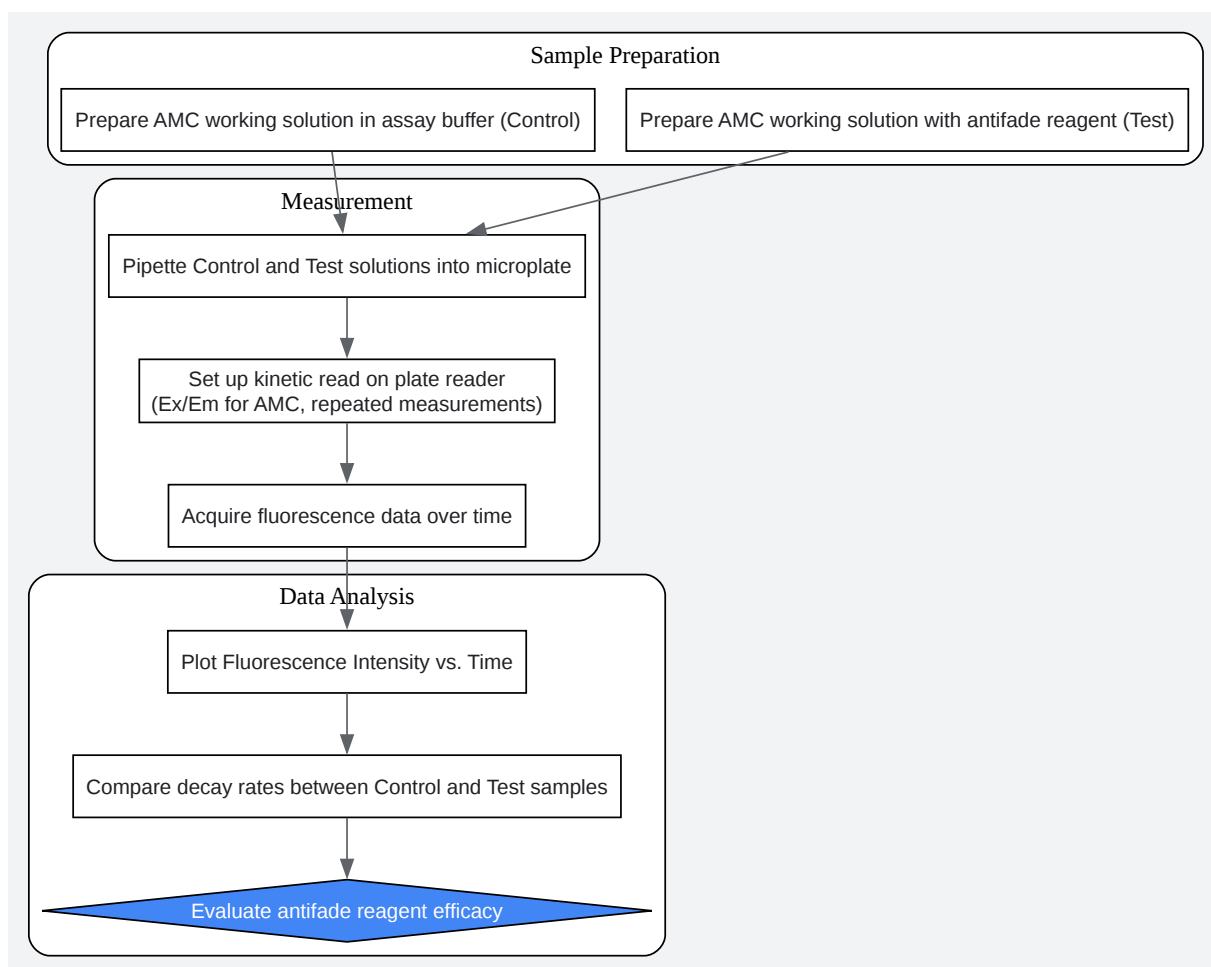 Sample Preparation
Prepare AMC working solution in assay buffer (Control)
Prepare AMC working solution with antifade reagent (Test)
Measurement
Pipette Control and Test solutions into microplate
Set up kinetic read on plate reader
(Ex/Em for AMC, repeated measurements)
Acquire fluorescence data over time
Data Analysis
Plot Fluorescence Intensity vs. Time
Compare decay rates between Control and Test samples
Evaluate antifade reagent efficacy